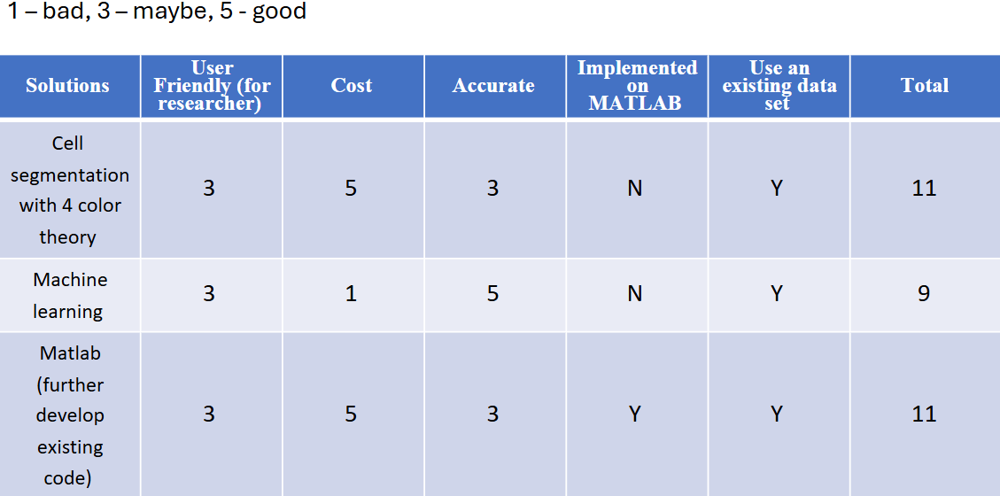 1 – bad, 3 – maybe, 5 - good
Solutions
User
Friendly (for
researcher)
Cost
Accurate
Implemented
on
MATLAB
Use an
existing data
set
Total
Cell
segmentation
with 4 color
theory
3
5
3
N
Y
11
Machine
learning
3
1
5
N
Y
9
Matlab
(further
develop
existing
code)
3
5
3
Y
Y
11